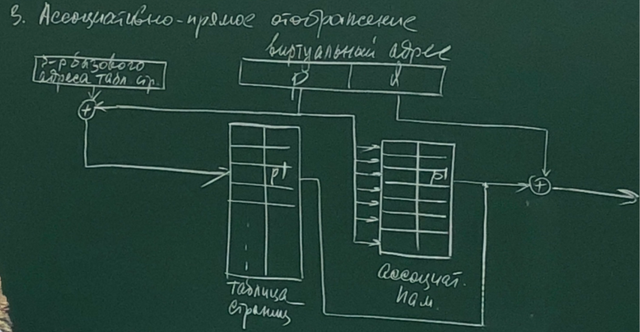 3. Ассоциативно-прямое отображение
виртуальный адрес
р-р базового
адреса табл стр.
p d
+
p'
p'
+
таблица
страниц
ассоциат.
пам.